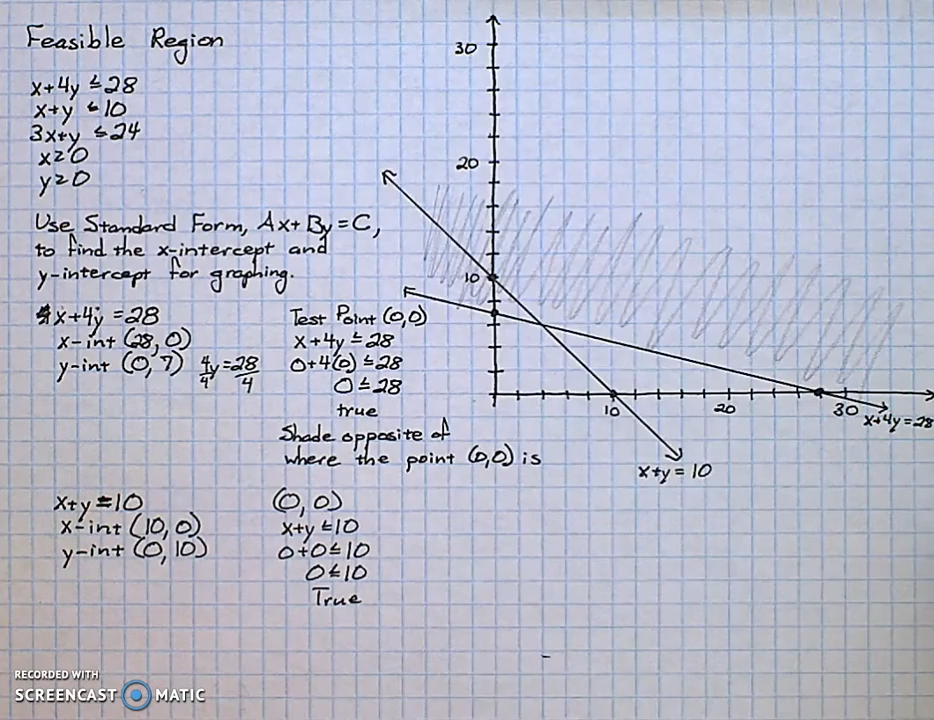 Feasible Region
x+4y ≤28
x+y ≤10
3x+y ≤24
x≥0
y≥0
Use Standard Form, Ax+By=C,
to find the x-intercept and
y-intercept for graphing.
x+4y=28
x-int (28,0)
y-int (0,7) 4y/4=28/4
Test Point (0,0)
x+4y≤28
0+4(0)≤28
0≤28
true
Shade opposite of
where the point (0,0) is
x+y=10
x-int (10,0)
y-int (0,10)
(0,0)
x+y≤10
0+0≤10
0≤10
True
30
20
10
10
20
30
x+4y=28
x+y=10
RECORDED WITH
SCREENCAST MATIC